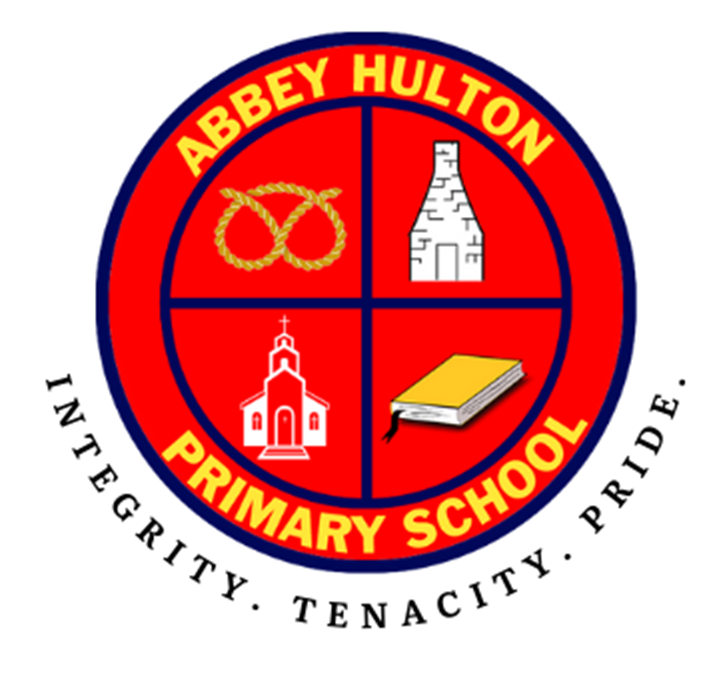 ABBEY HULTON
PRIMARY SCHOOL
INTEGRITY. TENACITY. PRIDE.